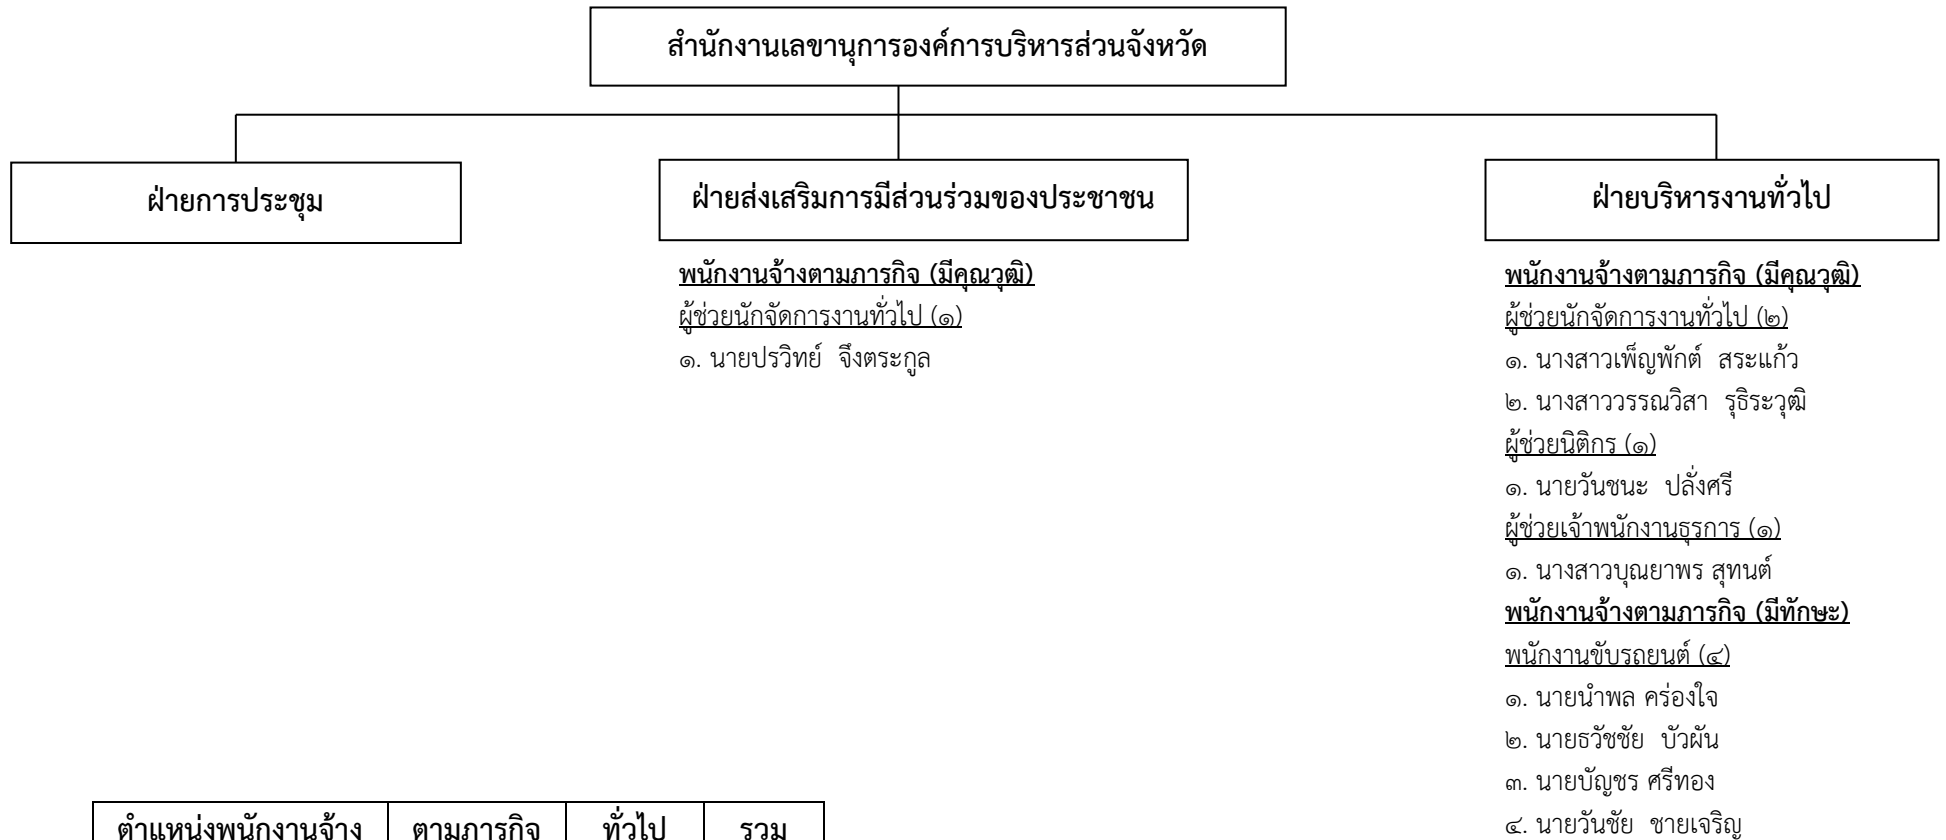 สำนักงานเลขานุการองค์การบริหารส่วนจังหวัด
ฝ่ายการประชุม
ฝ่ายส่งเสริมการมีส่วนร่วมของประชาชน
พนักงานจ้างตามภารกิจ (มีคุณวุฒิ)
ผู้ช่วยนักจัดการงานทั่วไป (๑)
๑. นายปรวิทย์ จึงตระกูล
ฝ่ายบริหารงานทั่วไป
พนักงานจ้างตามภารกิจ (มีคุณวุฒิ)
ผู้ช่วยนักจัดการงานทั่วไป (๒)
๑. นางสาวเพ็ญพักต์ สระแก้ว
๒. นางสาววรรณวิสา รุธิระวุฒิ
ผู้ช่วยนิติกร (๑)
๑. นายวันชนะ ปลั่งศรี
ผู้ช่วยเจ้าพนักงานธุรการ (๑)
๑. นางสาวบุณยาพร สุทนต์
พนักงานจ้างตามภารกิจ (มีทักษะ)
พนักงานขับรถยนต์ (๔)
๑. นายนำพล คร่องใจ
๒. นายธวัชชัย บัวผัน
๓. นายบัญชร ศรีทอง
๔. นายวันชัย ชายเจริญ
ตำแหน่งพนักงานจ้าง ตามภารกิจ ทั่วไป รวม